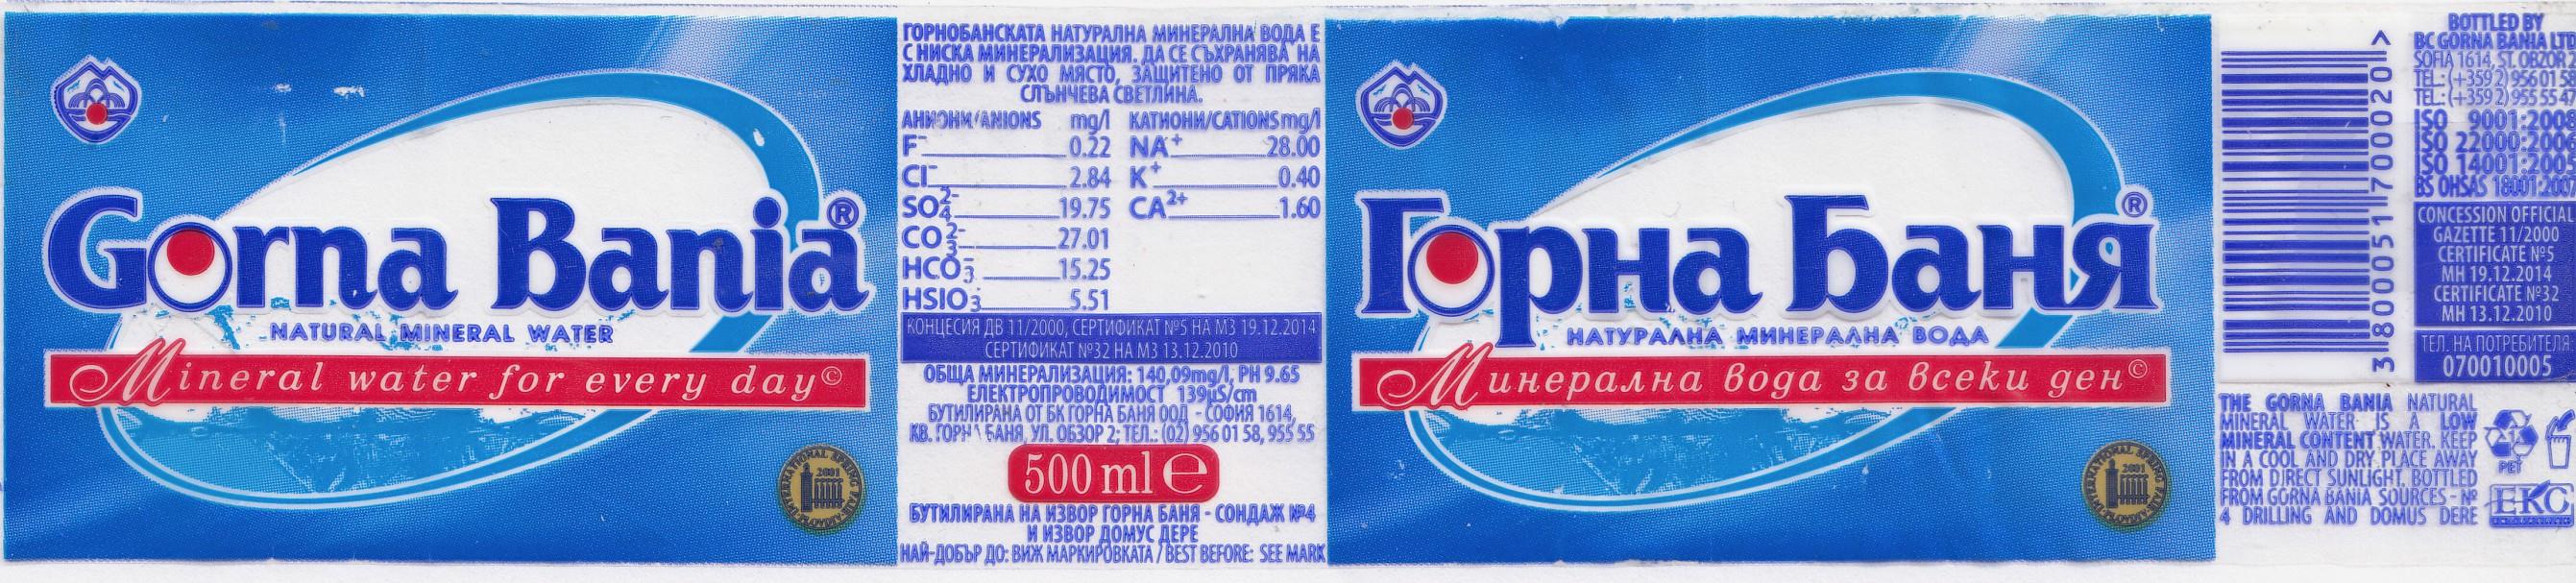 Gorna Bania®
NATURAL MINERAL WATER
Mineral water for every day©
INTERNATIONAL SPRING FAIR
2001
ГОРНОБАНСКАТА НАТУРАЛНА МИНЕРАЛНА ВОДА Е
С НИСКА МИНЕРАЛИЗАЦИЯ. ДА СЕ СЪХРАНЯВА НА
ХЛАДНО И СУХО МЯСТО, ЗАЩИТЕНО ОТ ПРЯКА
СЛЪНЧЕВА СВЕТЛИНА.
АНИОНИ/ANIONS mg/l КАТИОНИ/CATIONS mg/l
F⁻ 0.22 NA⁺ 28.00
Cl⁻ 2.84 K⁺ 0.40
SO₄²⁻ 19.75 CA²⁺ 1.60
CO₃²⁻ 27.01
HCO₃⁻ 15.25
HSIO₃⁻ 5.51
КОНЦЕСИЯ ДВ 11/2000, СЕРТИФИКАТ №5 НА МЗ 19.12.2014
СЕРТИФИКАТ №32 НА МЗ 13.12.2010
ОБЩА МИНЕРАЛИЗАЦИЯ: 140,09mg/l, PH 9.65
ЕЛЕКТРОПРОВОДИМОСТ 139µS/cm
БУТИЛИРАНА ОТ БК ГОРНА БАНЯ ООД - СОФИЯ 1614,
КВ. ГОРНА БАНЯ, УЛ. ОБЗОР 2; ТЕЛ.: (02) 956 01 58, 955 55
500 ml e
БУТИЛИРАНА НА ИЗВОР ГОРНА БАНЯ - СОНДАЖ №4
И ИЗВОР ДОМУС ДЕРЕ
НАЙ-ДОБЪР ДО: ВИЖ МАРКИРОВКАТА / BEST BEFORE: SEE MARK
Горна Баня®
НАТУРАЛНА МИНЕРАЛНА ВОДА
Минерална вода за всеки ден©
2001
3 800051 700020 >
BOTTLED BY
BC GORNA BANIA LTD
SOFIA 1614, ST. OBZOR 2
TEL.: (+359 2) 956 01 58
TEL.: (+359 2) 955 55 47
ISO 9001:2008
ISO 22000:2006
ISO 14001:2005
BS OHSAS 18001:2007
CONCESSION OFFICIAL
GAZETTE 11/2000
CERTIFICATE №5
MH 19.12.2014
CERTIFICATE №32
MH 13.12.2010
ТЕЛ. НА ПОТРЕБИТЕЛЯ:
070010005
THE GORNA BANIA NATURAL
MINERAL WATER IS A LOW
MINERAL CONTENT WATER. KEEP
IN A COOL AND DRY PLACE AWAY
FROM DIRECT SUNLIGHT. BOTTLED
FROM GORNA BANIA SOURCES - №
4 DRILLING AND DOMUS DERE
PET
EKC